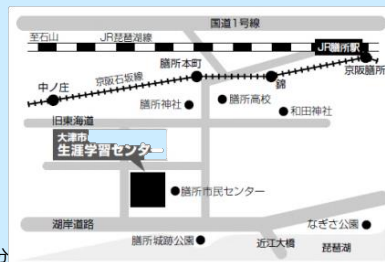 国道1号線
至石山
JR琵琶湖線
JR膳所駅
膳所本町
京阪膳所
京阪石坂線
錦
中ノ庄
膳所神社
膳所高校
和田神社
旧東海道
大津市
生涯学習センター
膳所市民センター
湖岸道路
なぎさ公園
膳所城跡公園
近江大橋
琵琶湖